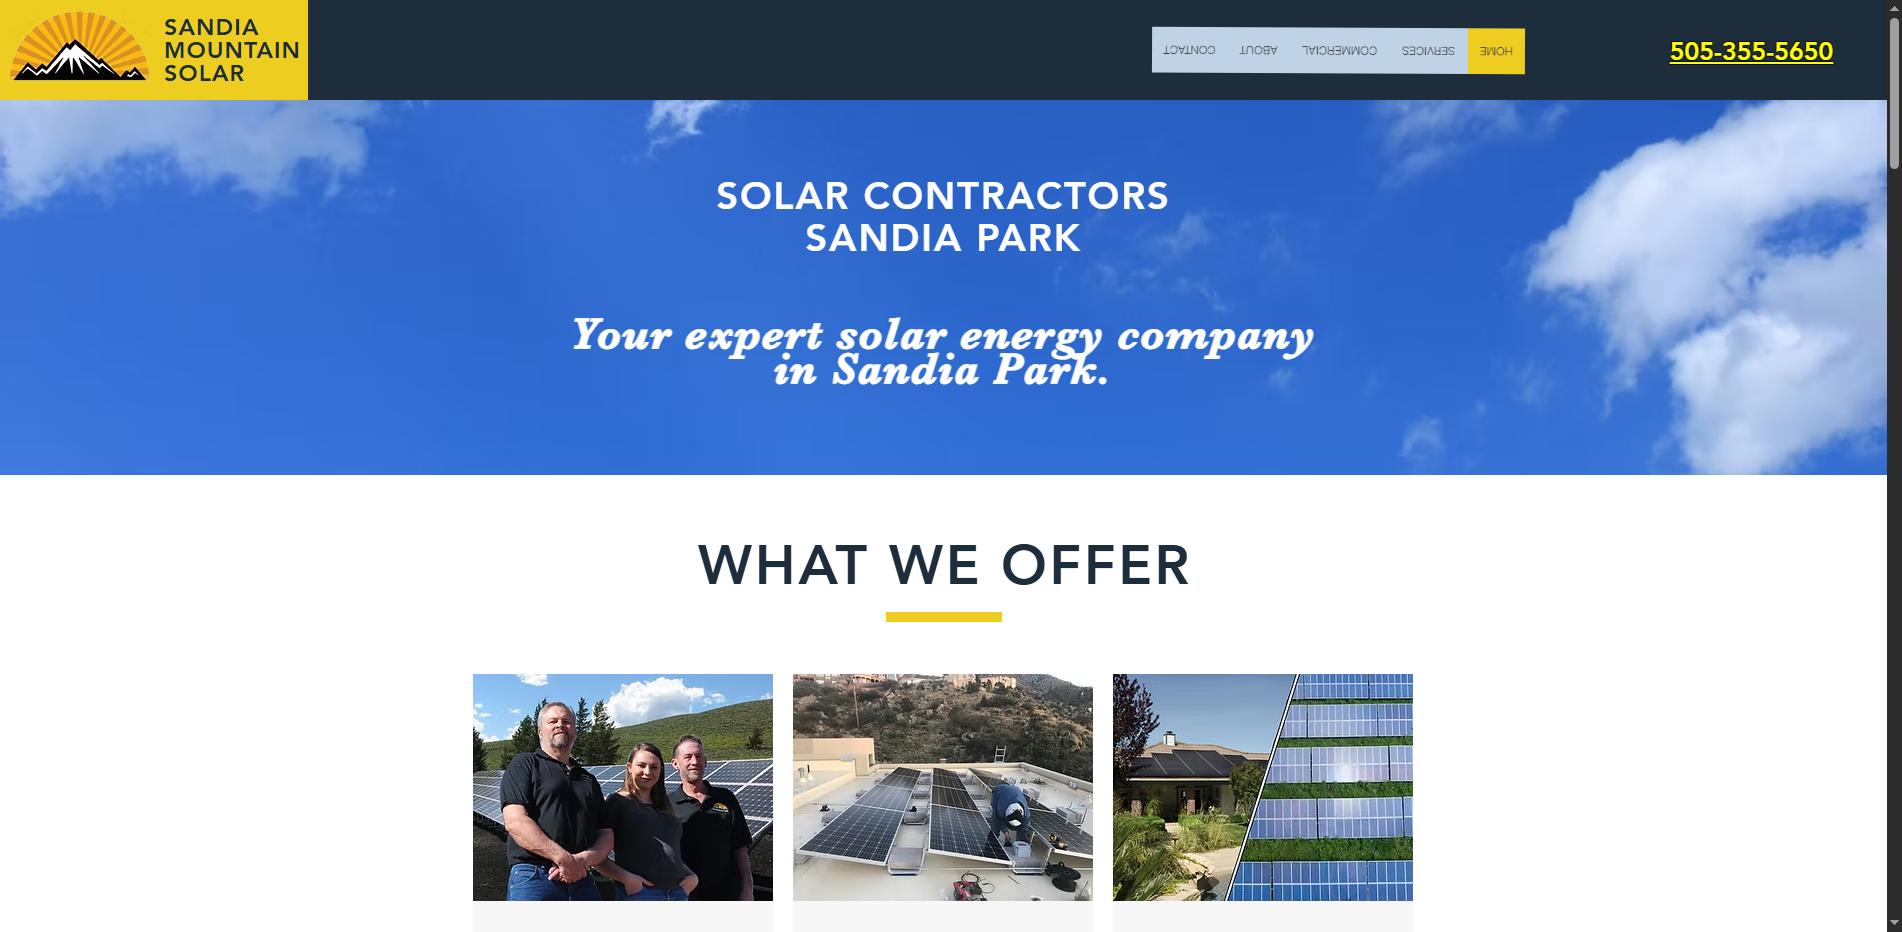 SANDIA
MOUNTAIN
SOLAR
CONTACT ABOUT COMMERCIAL SERVICES HOME
505-355-5650
SOLAR CONTRACTORS
SANDIA PARK
Your expert solar energy company
in Sandia Park.
WHAT WE OFFER